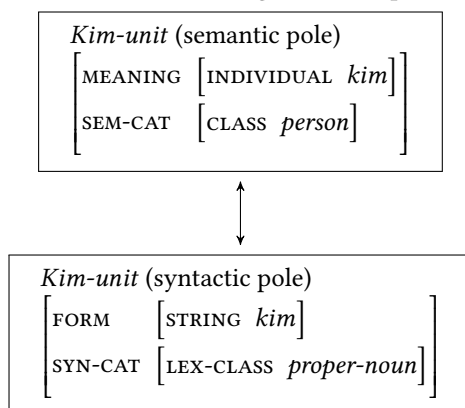 Kim-unit (semantic pole)
[MEANING [INDIVIDUAL kim]
SEM-CAT [CLASS person]]
Kim-unit (syntactic pole)
[FORM [STRING kim]
SYN-CAT [LEX-CLASS proper-noun]]